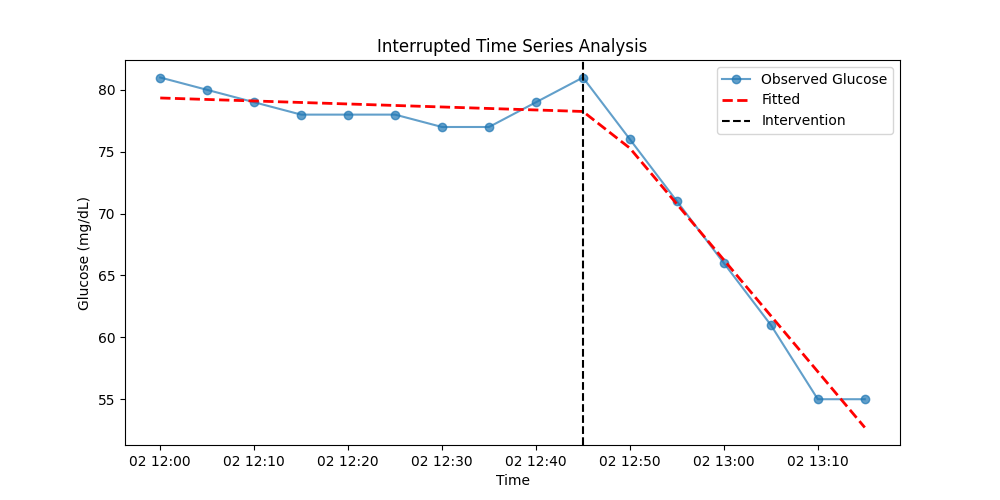 Interrupted Time Series Analysis
Observed Glucose
Fitted
Intervention
Glucose (mg/dL)
80
75
70
65
60
55
02 12:00 02 12:10 02 12:20 02 12:30 02 12:40 02 12:50 02 13:00 02 13:10
Time